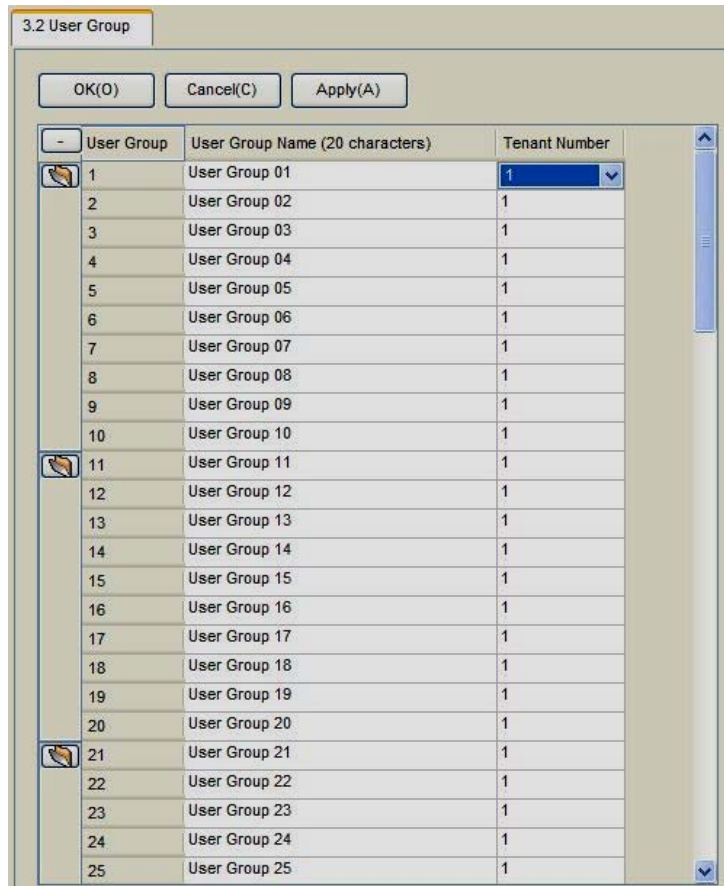 3.2 User Group
OK(O) Cancel(C) Apply(A)
- User Group User Group Name (20 characters) Tenant Number
1 User Group 01 1
2 User Group 02 1
3 User Group 03 1
4 User Group 04 1
5 User Group 05 1
6 User Group 06 1
7 User Group 07 1
8 User Group 08 1
9 User Group 09 1
10 User Group 10 1
11 User Group 11 1
12 User Group 12 1
13 User Group 13 1
14 User Group 14 1
15 User Group 15 1
16 User Group 16 1
17 User Group 17 1
18 User Group 18 1
19 User Group 19 1
20 User Group 20 1
21 User Group 21 1
22 User Group 22 1
23 User Group 23 1
24 User Group 24 1
25 User Group 25 1